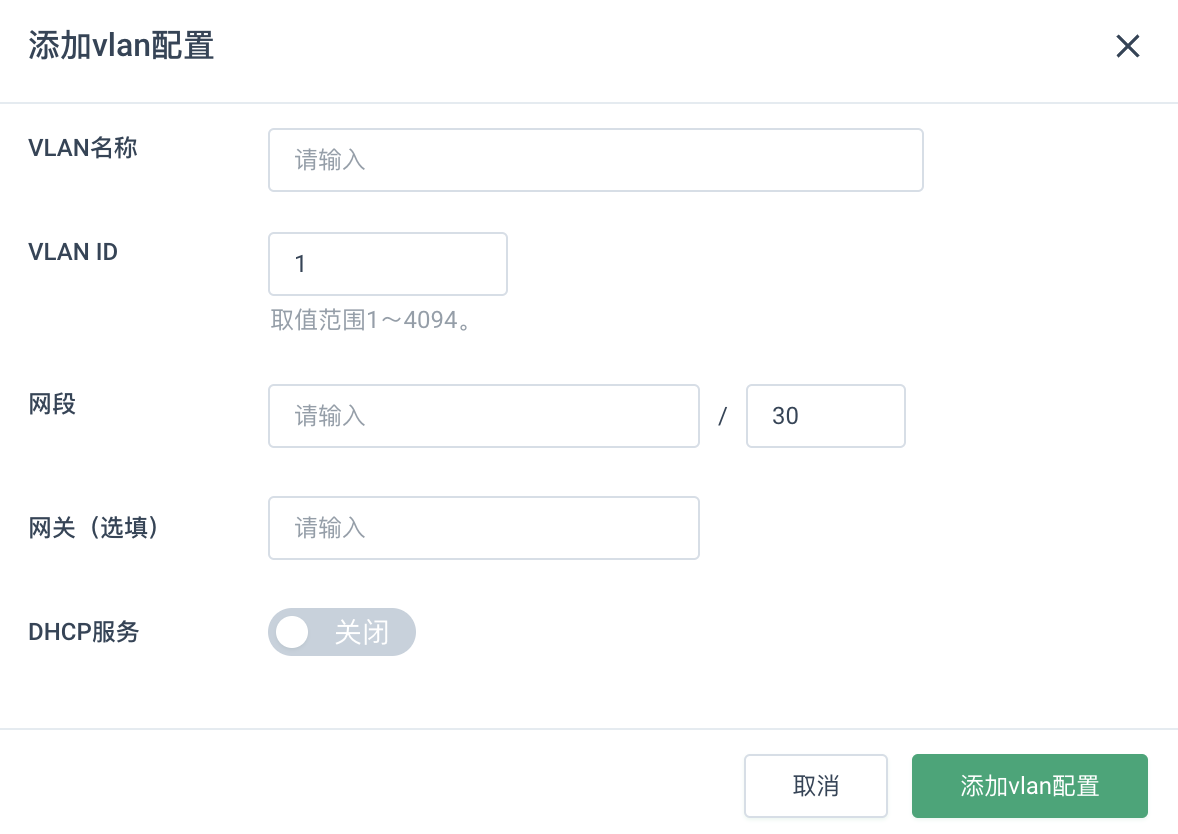 添加vlan配置
VLAN名称
请输入
VLAN ID
1
取值范围1～4094。
网段
请输入 / 30
网关（选填）
请输入
DHCP服务
关闭
取消
添加vlan配置